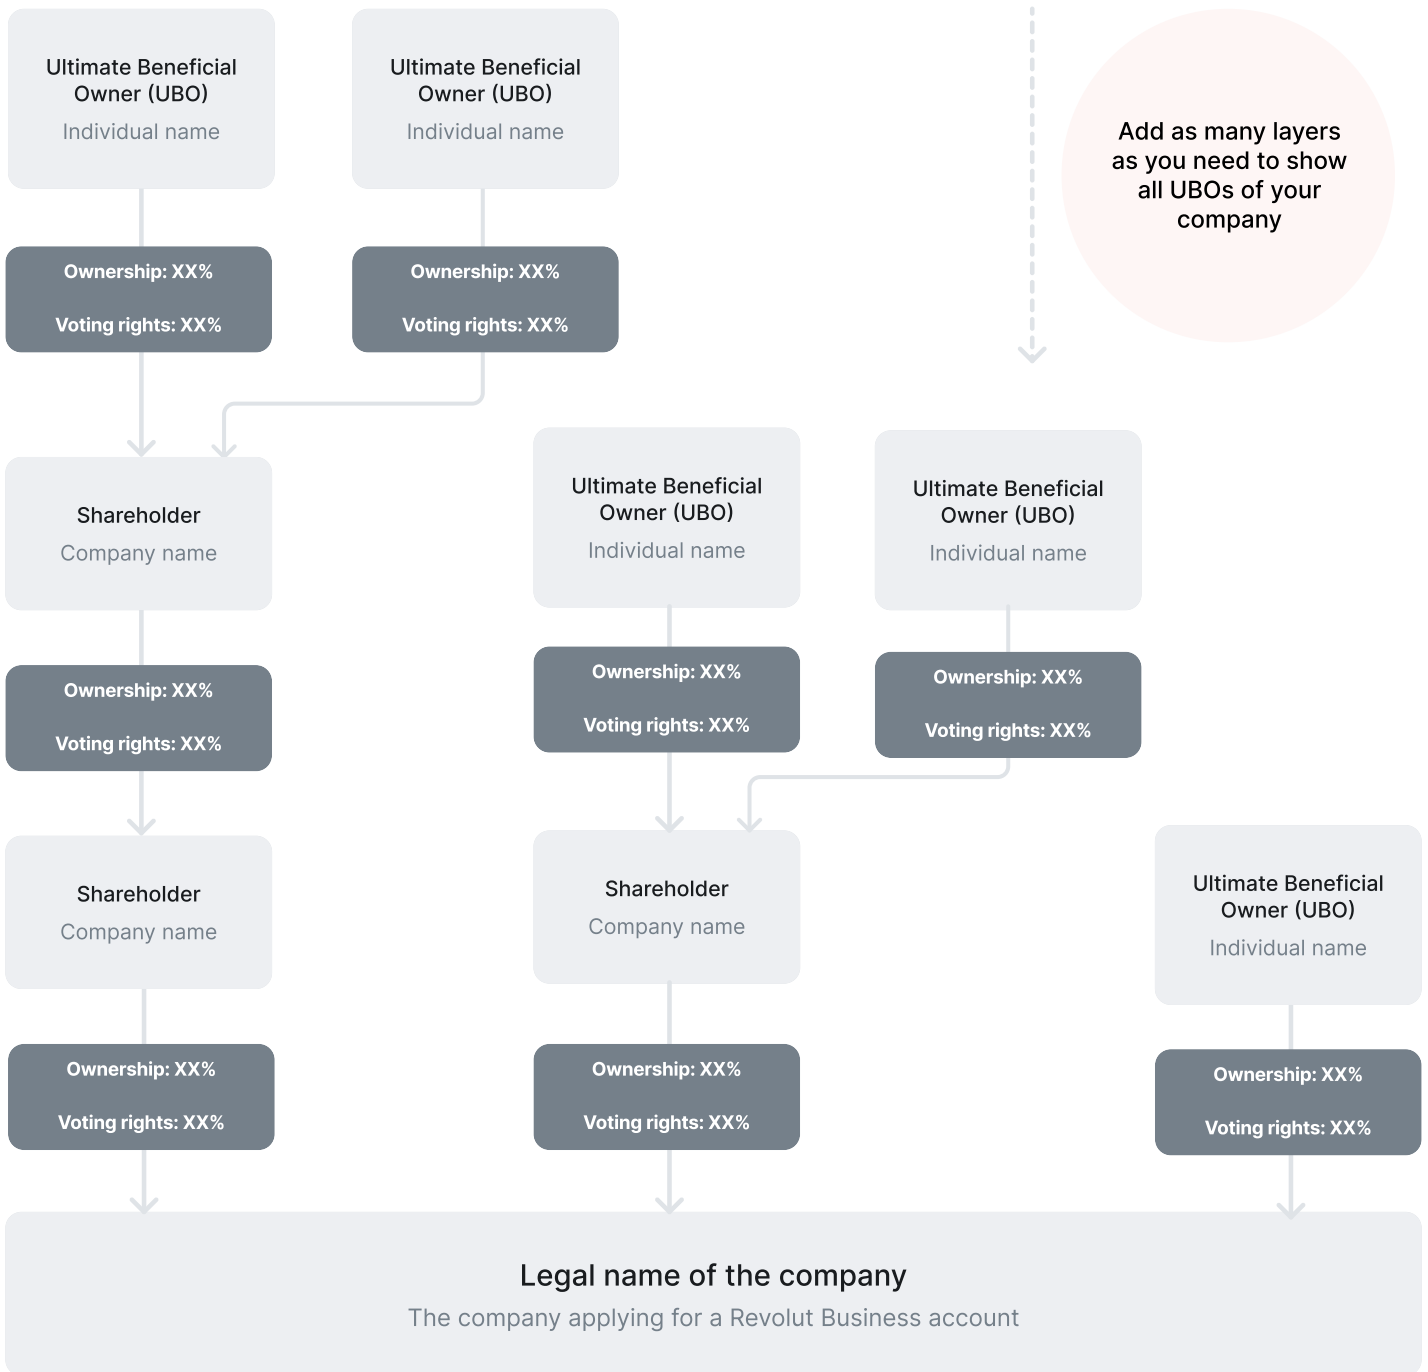 Ultimate Beneficial
Owner (UBO)
Individual name
Ultimate Beneficial
Owner (UBO)
Individual name
Add as many layers
as you need to show
all UBOs of your
company
Ownership: XX%
Voting rights: XX%
Ownership: XX%
Voting rights: XX%
Shareholder
Company name
Ultimate Beneficial
Owner (UBO)
Individual name
Ultimate Beneficial
Owner (UBO)
Individual name
Ownership: XX%
Voting rights: XX%
Ownership: XX%
Voting rights: XX%
Ownership: XX%
Voting rights: XX%
Shareholder
Company name
Shareholder
Company name
Ultimate Beneficial
Owner (UBO)
Individual name
Ownership: XX%
Voting rights: XX%
Ownership: XX%
Voting rights: XX%
Ownership: XX%
Voting rights: XX%
Legal name of the company
The company applying for a Revolut Business account